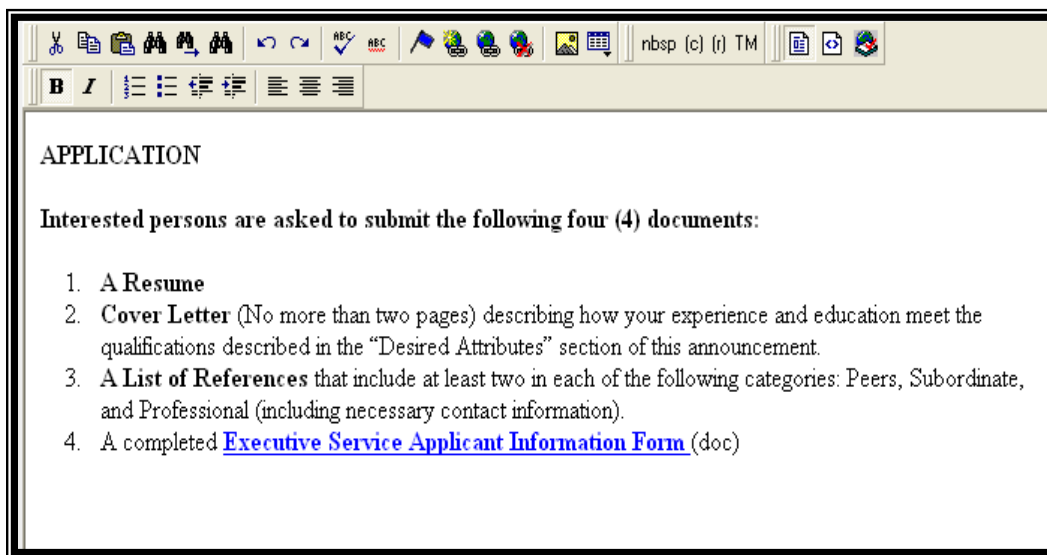 ABC ABC nbsp (c) (r) TM
B I
APPLICATION
Interested persons are asked to submit the following four (4) documents:
1. A Resume
2. Cover Letter (No more than two pages) describing how your experience and education meet the
qualifications described in the “Desired Attributes” section of this announcement.
3. A List of References that include at least two in each of the following categories: Peers, Subordinate,
and Professional (including necessary contact information).
4. A completed Executive Service Applicant Information Form (doc)